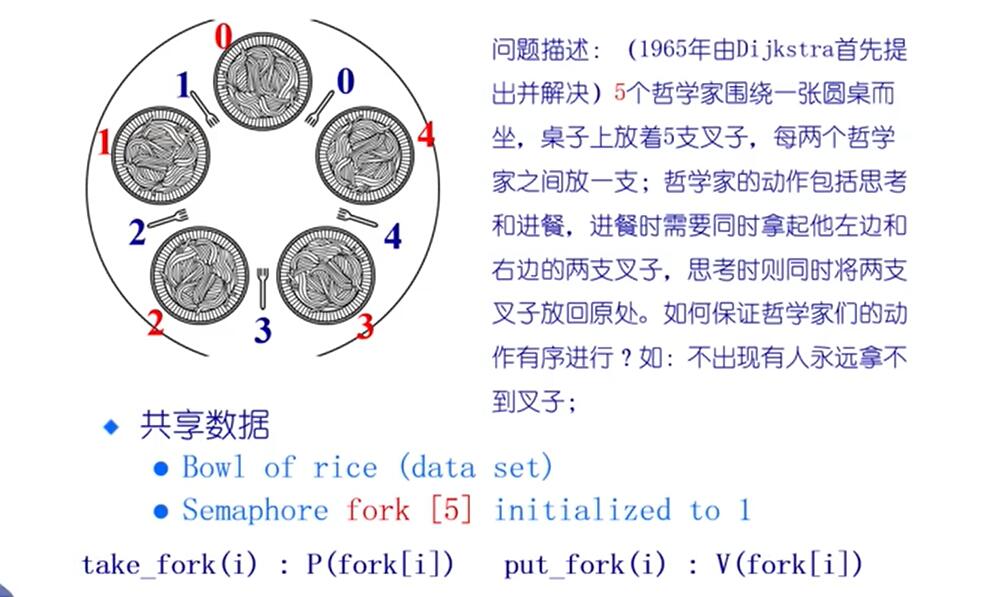 0
1
0
1
4
2
4
2
3
3
问题描述：（1965年由Dijkstra首先提
出并解决）5个哲学家围绕一张圆桌而
坐，桌子上放着5支叉子，每两个哲学
家之间放一支；哲学家的动作包括思考
和进餐，进餐时需要同时拿起他左边和
右边的两支叉子，思考时则同时将两支
叉子放回原处。如何保证哲学家们的动
作有序进行？如：不出现有人永远拿不
到叉子；
◆ 共享数据
● Bowl of rice (data set)
● Semaphore fork [5] initialized to 1
take_fork(i) : P(fork[i]) put_fork(i) : V(fork[i])